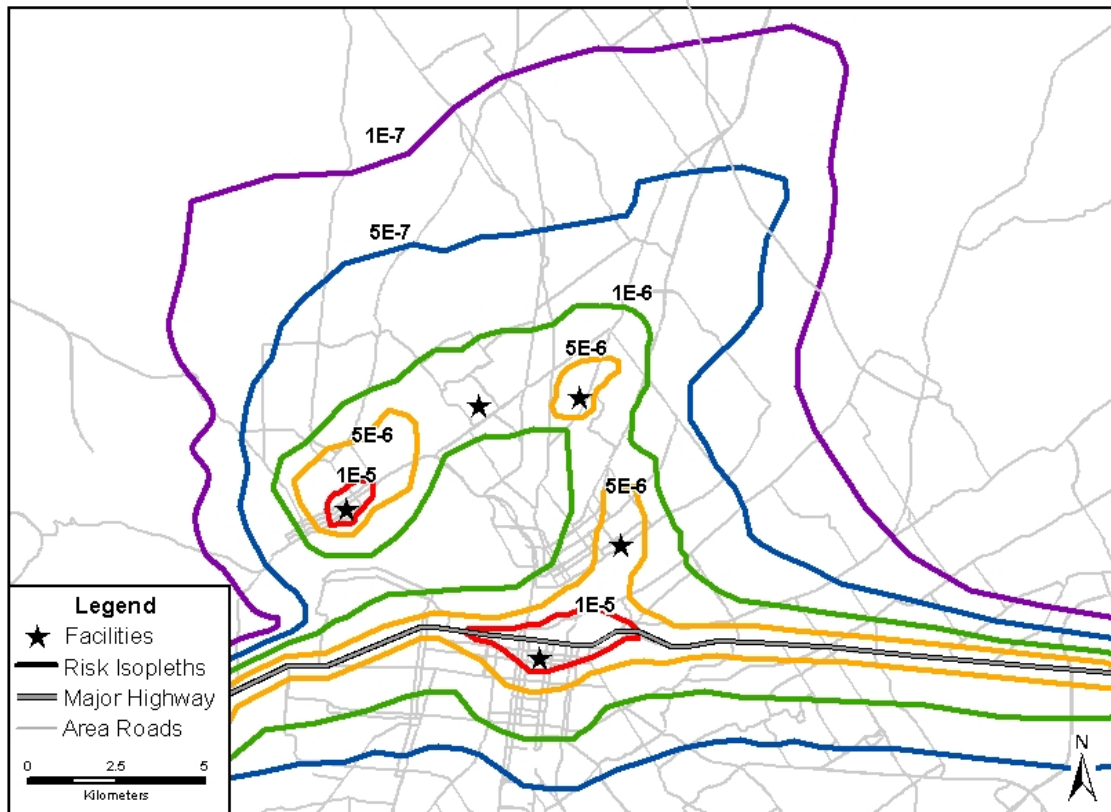 1E-7
5E-7
1E-6
5E-6
5E-6
1E-5
5E-6
1E-5
Legend
Facilities
Risk Isopleths
Major Highway
Area Roads
0 2.5 5
Kilometers
N